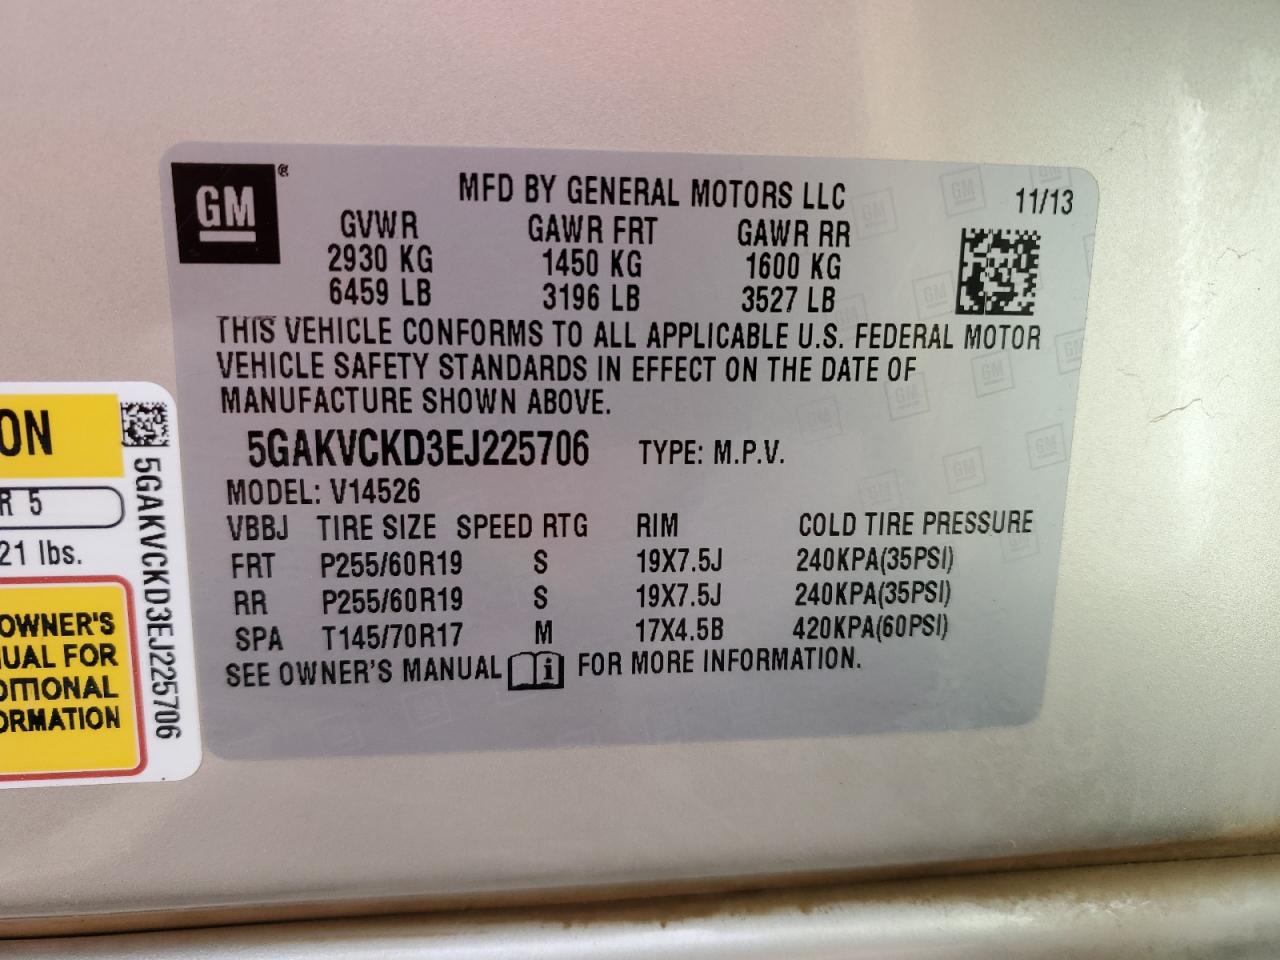 GM®
MFD BY GENERAL MOTORS LLC 11/13
GVWR GAWR FRT GAWR RR
2930 KG 1450 KG 1600 KG
6459 LB 3196 LB 3527 LB
THIS VEHICLE CONFORMS TO ALL APPLICABLE U.S. FEDERAL MOTOR
VEHICLE SAFETY STANDARDS IN EFFECT ON THE DATE OF
MANUFACTURE SHOWN ABOVE.
5GAKVCKD3EJ225706 TYPE: M.P.V.
MODEL: V14526
VBBJ TIRE SIZE SPEED RTG RIM COLD TIRE PRESSURE
FRT P255/60R19 S 19X7.5J 240KPA(35PSI)
RR P255/60R19 S 19X7.5J 240KPA(35PSI)
SPA T145/70R17 M 17X4.5B 420KPA(60PSI)
SEE OWNER'S MANUAL i FOR MORE INFORMATION.
ON
R 5
21 lbs.
OWNER'S
UAL FOR
DITIONAL
ORMATION
5GAKVCKD3EJ225706